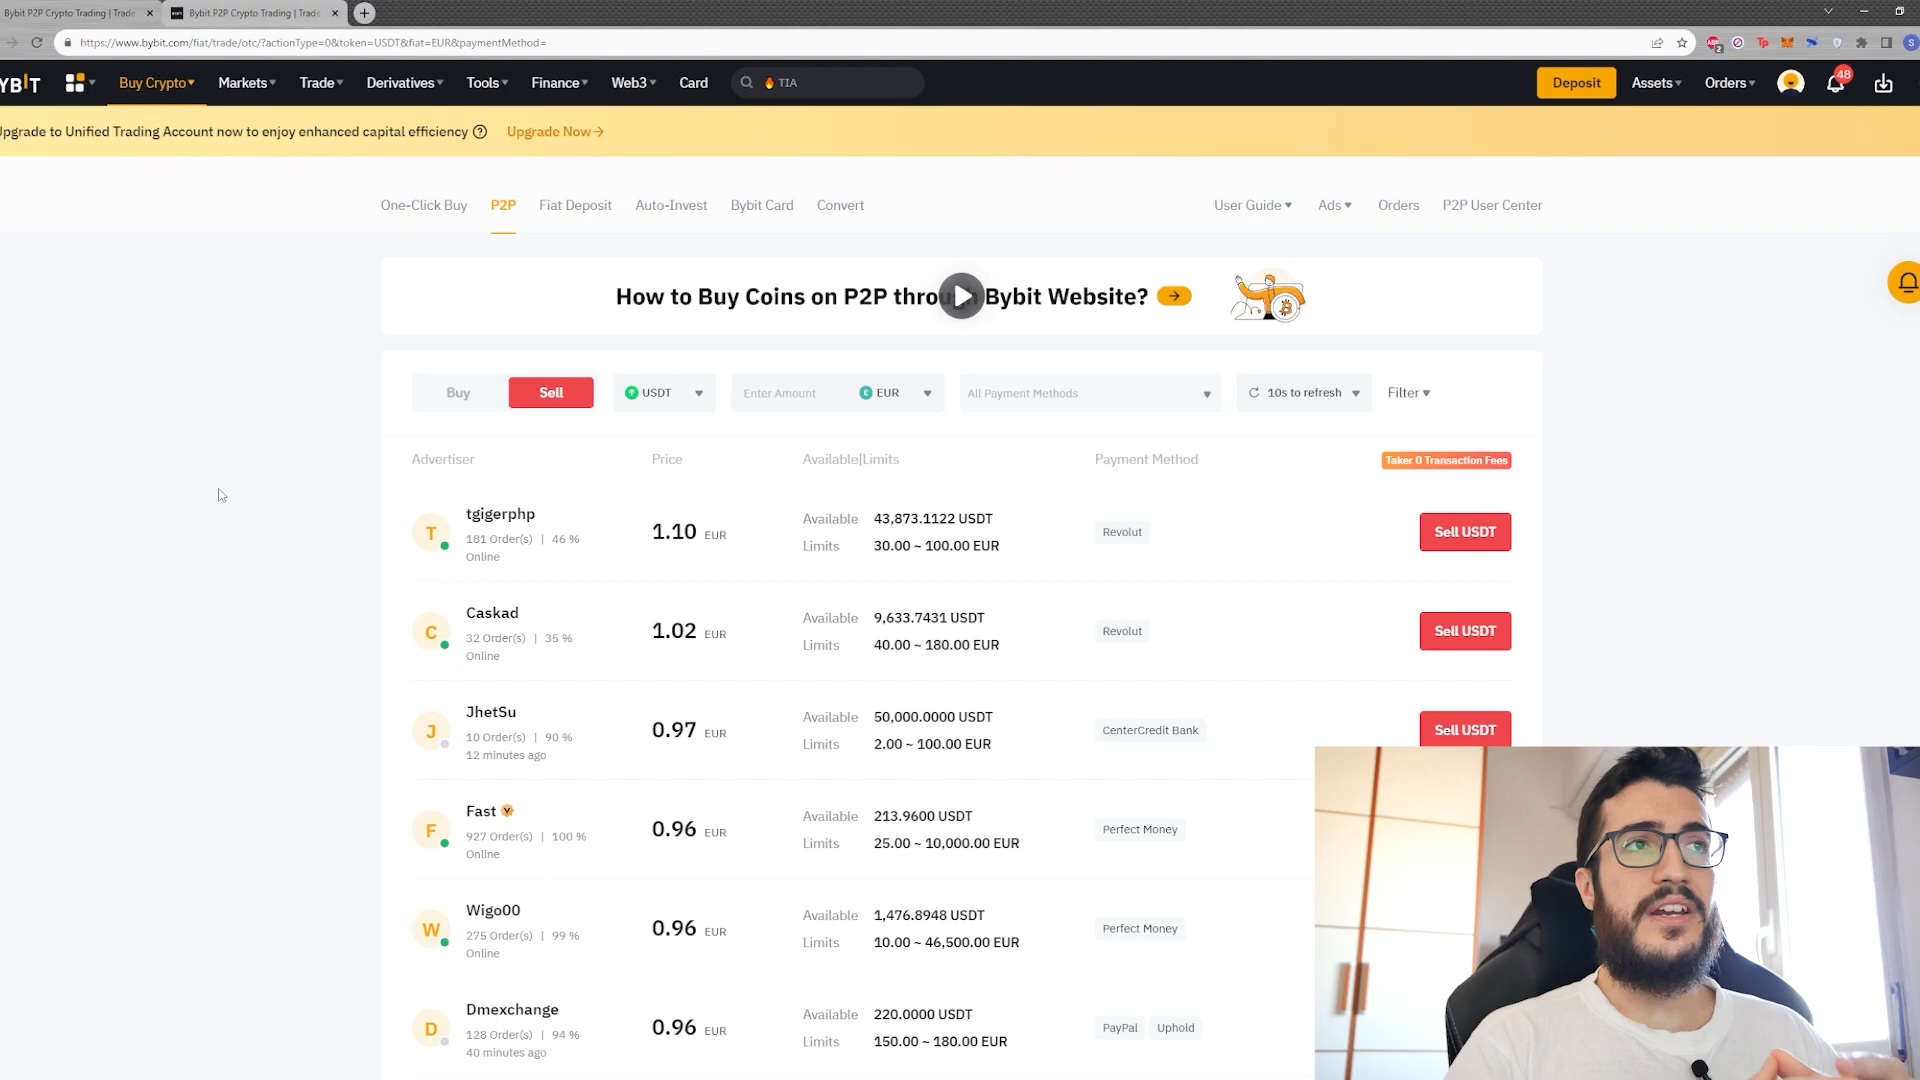 Bybit P2P Crypto Trading | Trade
Bybit P2P Crypto Trading | Trade
https://www.bybit.com/fiat/trade/otc/?actionType=0&token=USDT&fiat=EUR&paymentMethod=
2
TP
S
YBIT
Buy Crypto
Markets
Trade
Derivatives
Tools
Finance
Web3
Card
TIA
Deposit
Assets
Orders
48
pgrade to Unified Trading Account now to enjoy enhanced capital efficiency ?
Upgrade Now
One-Click Buy
P2P
Fiat Deposit
Auto-Invest
Bybit Card
Convert
User Guide
Ads
Orders
P2P User Center
How to Buy Coins on P2P through Bybit Website?
Buy
Sell
USDT
Enter Amount
EUR
All Payment Methods
10s to refresh
Filter
Advertiser
Price
Available|Limits
Payment Method
Taker 0 Transaction Fees
T
tgigerphp
181 Order(s) | 46 %
Online
1.10 EUR
Available 43,873.1122 USDT
Limits 30.00 ~ 100.00 EUR
Revolut
Sell USDT
C
Caskad
32 Order(s) | 35 %
Online
1.02 EUR
Available 9,633.7431 USDT
Limits 40.00 ~ 180.00 EUR
Revolut
Sell USDT
J
JhetSu
10 Order(s) | 90 %
12 minutes ago
0.97 EUR
Available 50,000.0000 USDT
Limits 2.00 ~ 100.00 EUR
CenterCredit Bank
Sell USDT
F
Fast
927 Order(s) | 100 %
Online
0.96 EUR
Available 213.9600 USDT
Limits 25.00 ~ 10,000.00 EUR
Perfect Money
W
Wigo00
275 Order(s) | 99 %
Online
0.96 EUR
Available 1,476.8948 USDT
Limits 10.00 ~ 46,500.00 EUR
Perfect Money
D
Dmexchange
128 Order(s) | 94 %
40 minutes ago
0.96 EUR
Available 220.0000 USDT
Limits 150.00 ~ 180.00 EUR
PayPal
Uphold